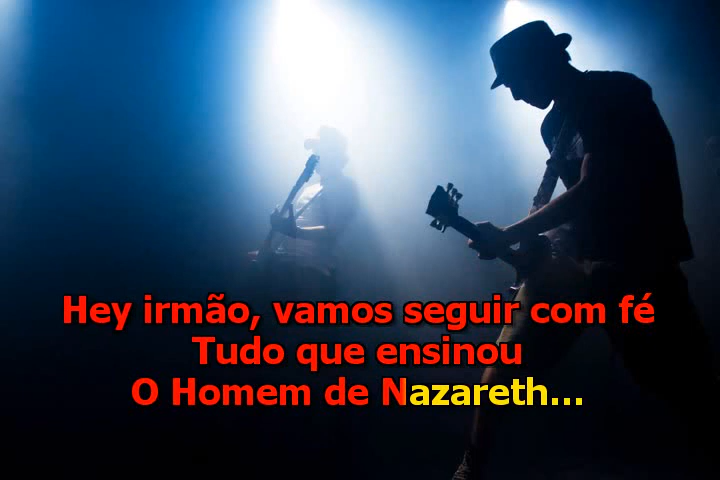 Hey irmão, vamos seguir com fé
Tudo que ensinou
O Homem de Nazareth...